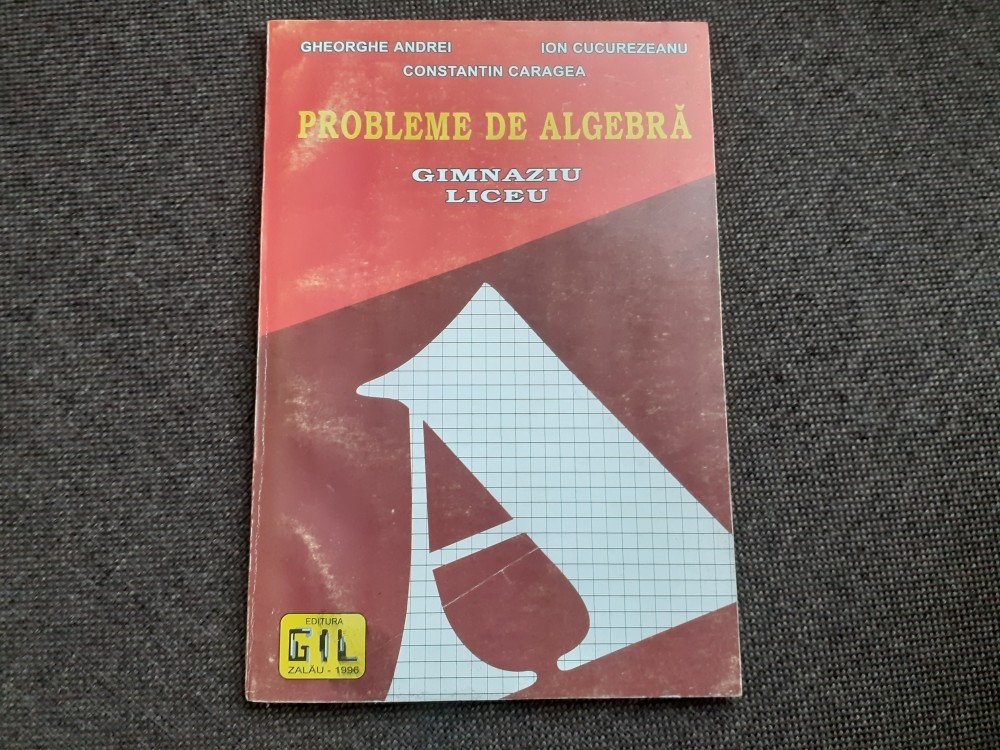 GHEORGHE ANDREI ION CUCUREZEANU
CONSTANTIN CARAGEA
PROBLEME DE ALGEBRĂ
GIMNAZIU
LICEU
EDITURA
GIL
ZALĂU - 1996